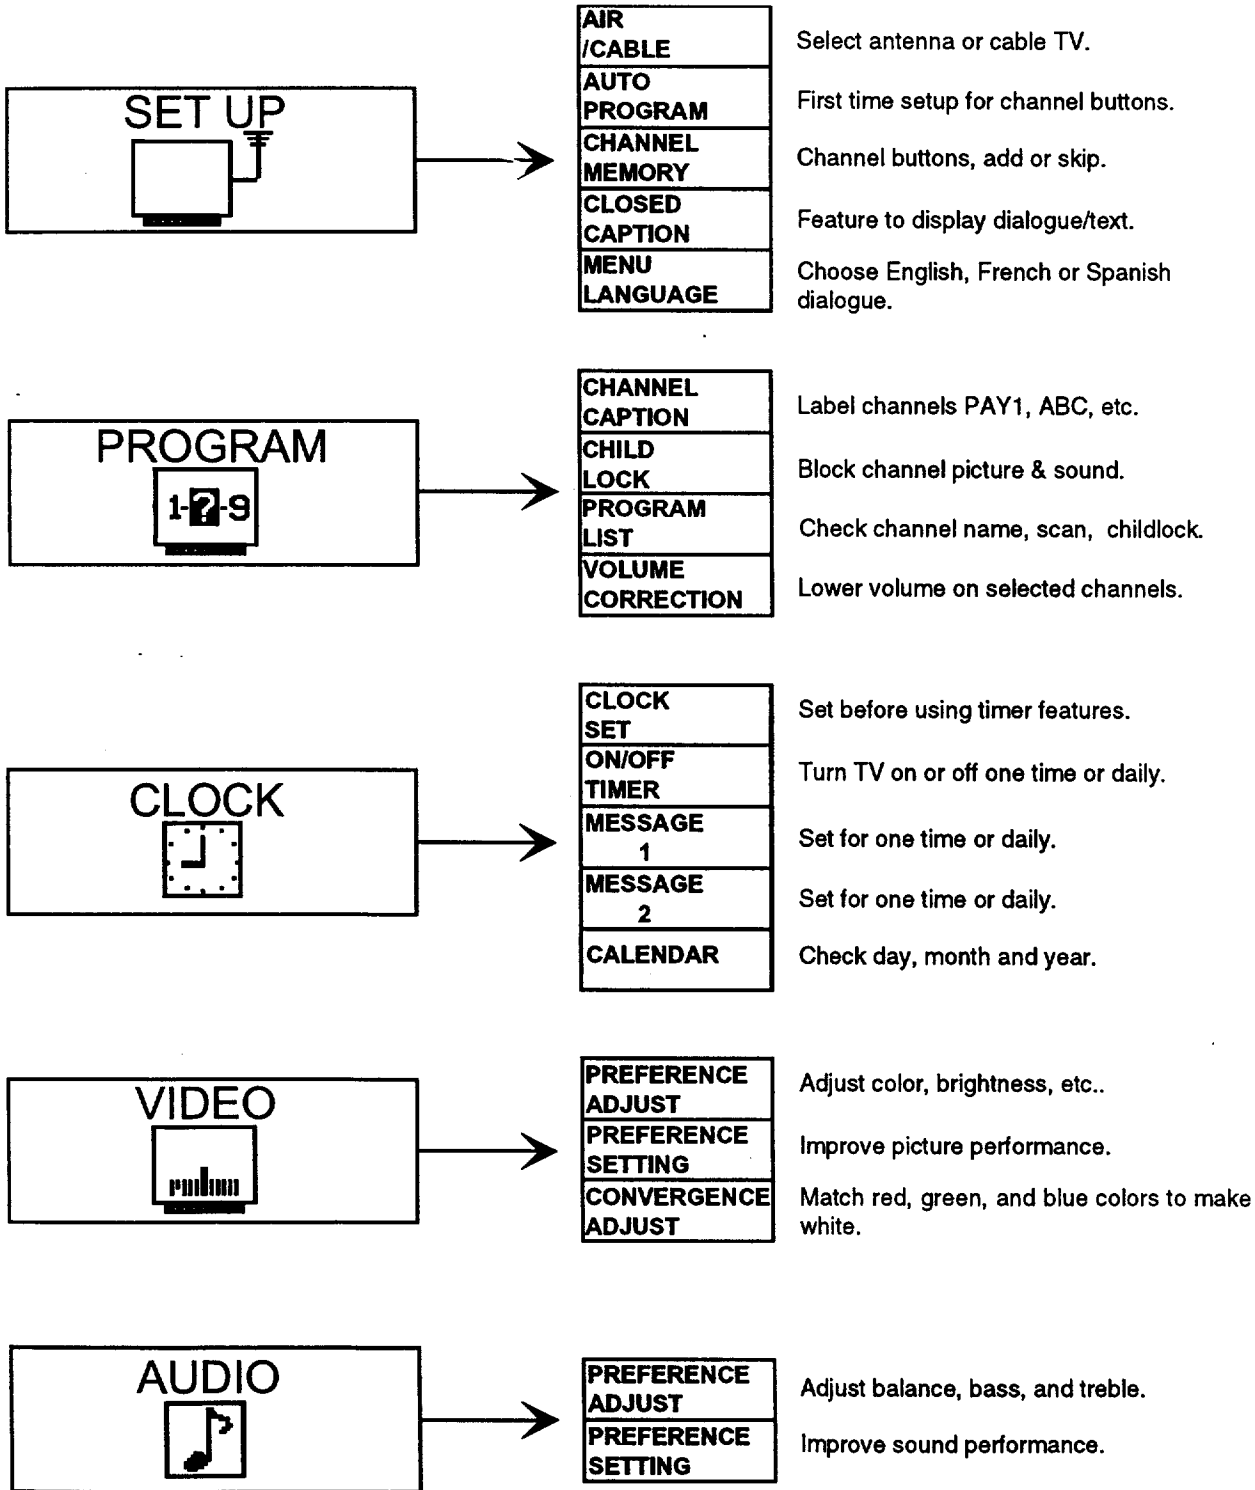 SET UP
AIR
/CABLE
Select antenna or cable TV.
AUTO
PROGRAM
First time setup for channel buttons.
CHANNEL
MEMORY
Channel buttons, add or skip.
CLOSED
CAPTION
Feature to display dialogue/text.
MENU
LANGUAGE
Choose English, French or Spanish
dialogue.
PROGRAM
1-?-9
CHANNEL
CAPTION
Label channels PAY1, ABC, etc.
CHILD
LOCK
Block channel picture & sound.
PROGRAM
LIST
Check channel name, scan, childlock.
VOLUME
CORRECTION
Lower volume on selected channels.
CLOCK
CLOCK
SET
Set before using timer features.
ON/OFF
TIMER
Turn TV on or off one time or daily.
MESSAGE
1
Set for one time or daily.
MESSAGE
2
Set for one time or daily.
CALENDAR
Check day, month and year.
VIDEO
PREFERENCE
ADJUST
Adjust color, brightness, etc..
PREFERENCE
SETTING
Improve picture performance.
CONVERGENCE
ADJUST
Match red, green, and blue colors to make
white.
AUDIO
PREFERENCE
ADJUST
Adjust balance, bass, and treble.
PREFERENCE
SETTING
Improve sound performance.